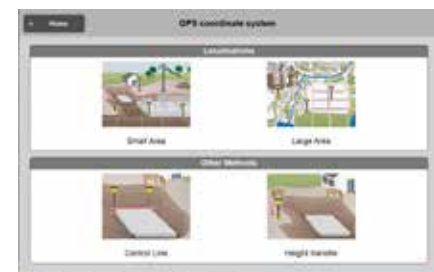 Home
GPS coordinate system
Localisations
Small Area
Large Area
Other Methods
Control Line
Height transfer